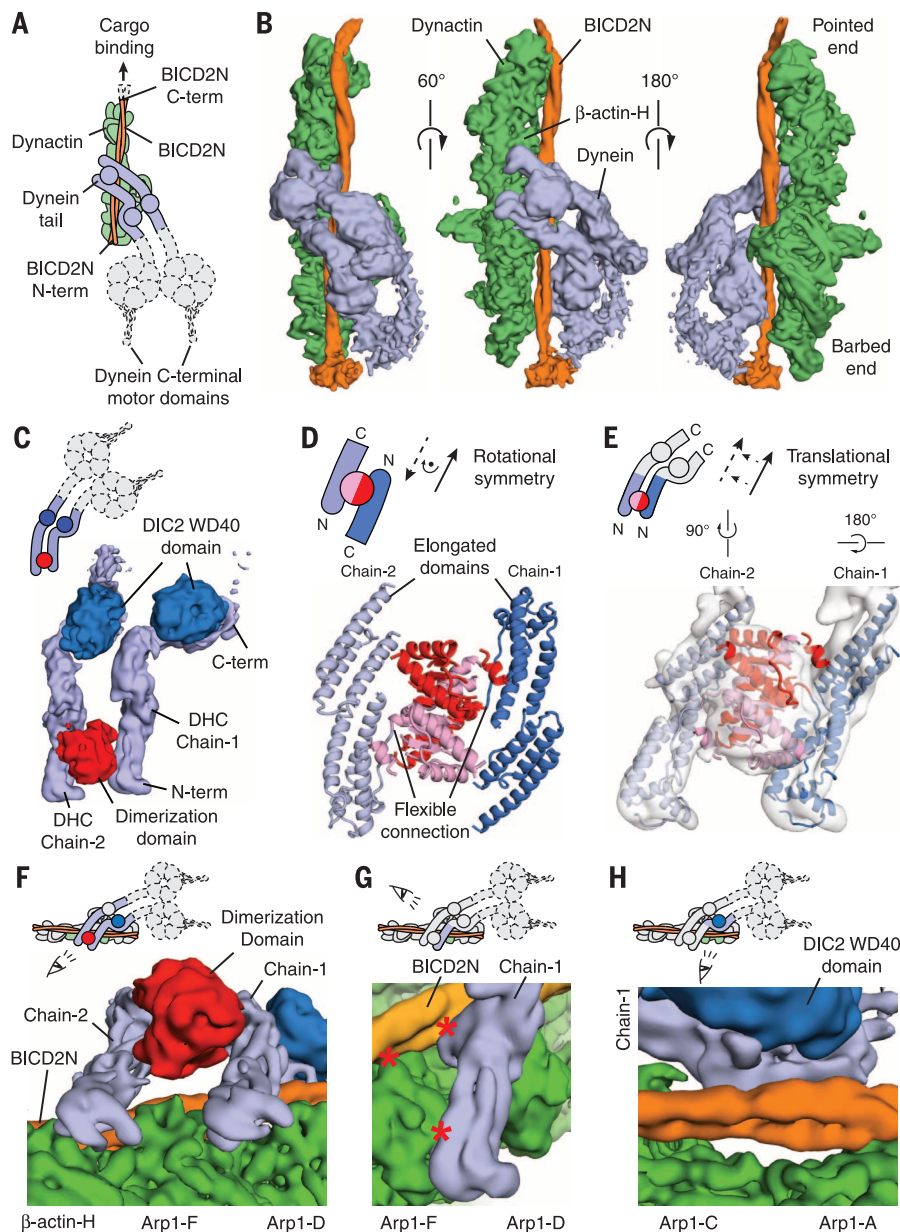 A
Cargo
binding
BICD2N
C-term
Dynactin
BICD2N
Dynein
tail
BICD2N
N-term
Dynein C-terminal
motor domains
B
Dynactin
BICD2N
Pointed
end
60°
180°
β-actin-H
Dynein
Barbed
end
C
DIC2 WD40
domain
C-term
DHC
Chain-1
N-term
DHC
Chain-2
Dimerization
domain
D
C
N
N
C
Rotational
symmetry
Elongated
domains
Chain-2
Chain-1
Flexible
connection
E
C
C
N
N
Translational
symmetry
90°
180°
Chain-2
Chain-1
F
Dimerization
Domain
Chain-1
Chain-2
BICD2N
β-actin-H
Arp1-F
Arp1-D
G
BICD2N
Chain-1
*
*
*
Arp1-F
Arp1-D
H
DIC2 WD40
domain
Chain-1
Arp1-C
Arp1-A